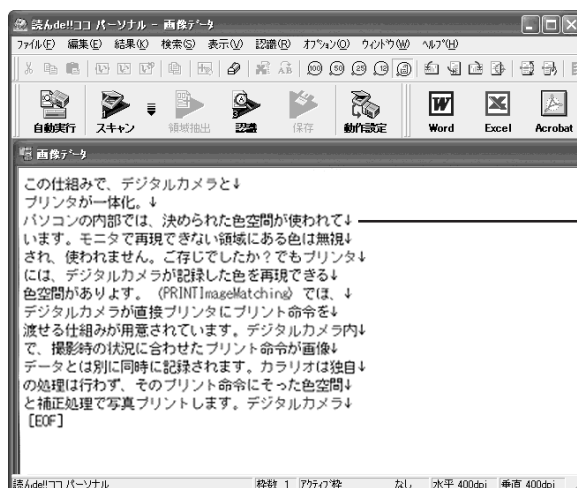 読んde!!ココ パーソナル - 画像ﾃﾞｰﾀ
ﾌｧｲﾙ(F) 編集(E) 結果(K) 検索(S) 表示(V) 認識(R) ｵﾌﾟｼｮﾝ(O) ｳｨﾝﾄﾞｳ(W) ﾍﾙﾌﾟ(H)
100 50 25 12
自動実行 スキャン 領域抽出 認識 保存 動作設定 Word Excel Acrobat
画像ﾃﾞｰﾀ
この仕組みで、デジタルカメラと↓
プリンタが一体化。↓
パソコンの内部では、決められた色空間が使われて↓
います。モニタで再現できない領域にある色は無視↓
され、使われません。ご存じでしたか？でもプリンタ↓
には、デジタルカメラが記録した色を再現できる↓
色空間があります。（PRINTImageMatching）では、↓
デジタルカメラが直接プリンタにプリント命令を↓
渡せる仕組みが用意されています。デジタルカメラ内↓
で、撮影時の状況に合わせたプリント命令が画像↓
データとは別に同時に記録されます。カラリオは独自↓
の処理は行わず、そのプリント命令にそった色空間↓
と補正処理で写真プリントします。デジタルカメラ↓
[EOF]
読んde!!ココ パーソナル 枠数 1 ｱｸﾃｨﾌﾞ枠 なし 水平 400dpi 垂直 400dpi